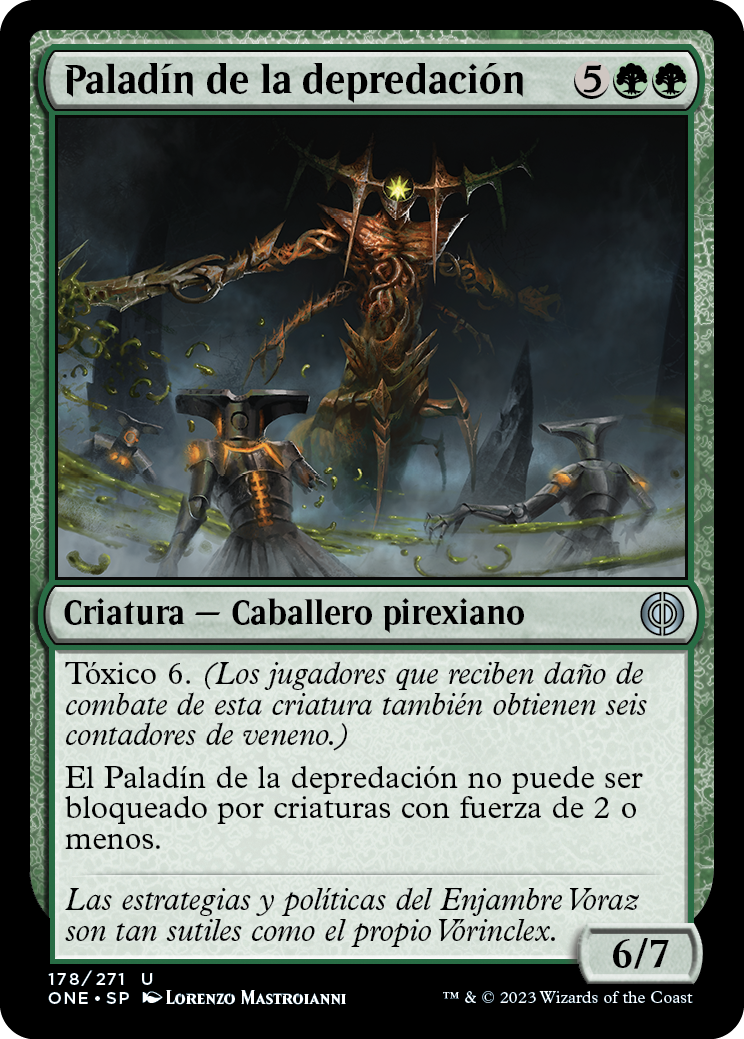 Paladín de la depredación 5
Criatura — Caballero pirexiano
Tóxico 6. (Los jugadores que reciben daño de
combate de esta criatura también obtienen seis
contadores de veneno.)
El Paladín de la depredación no puede ser
bloqueado por criaturas con fuerza de 2 o
menos.
Las estrategias y políticas del Enjambre Voraz
son tan sutiles como el propio Vorinclex.
6/7
178/271 U
ONE • SP Lorenzo Mastroianni
™ & © 2023 Wizards of the Coast